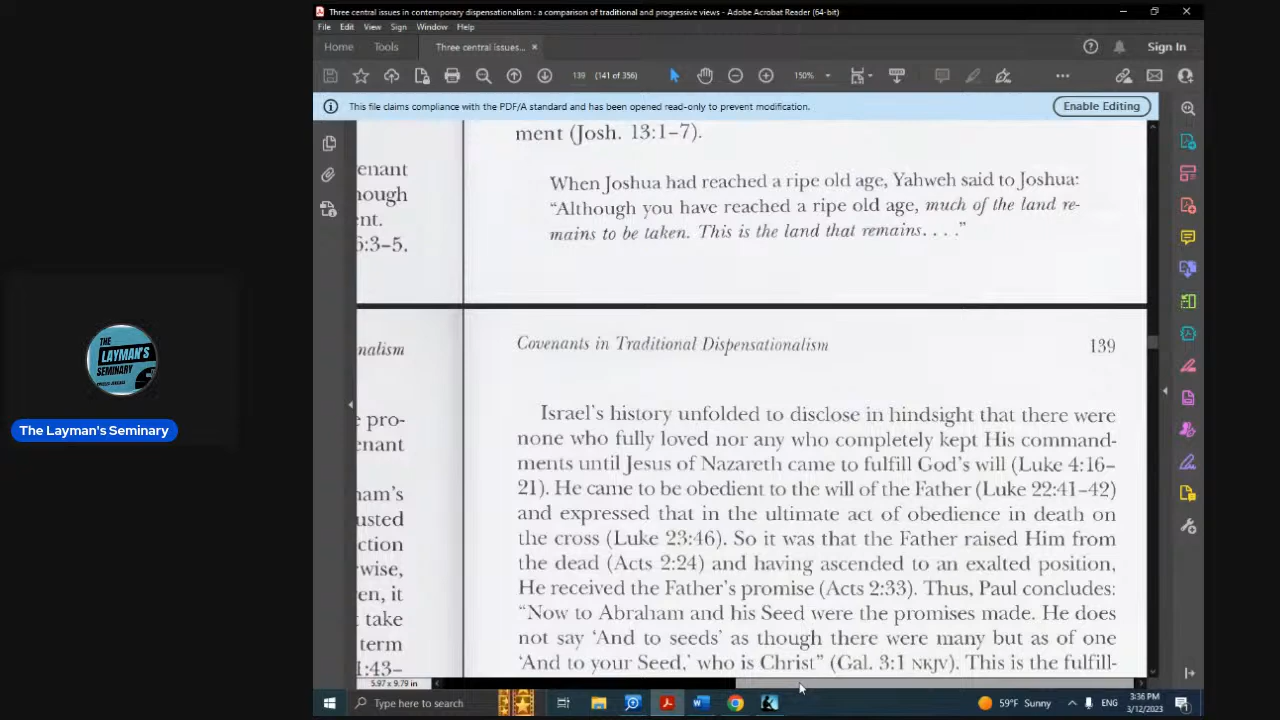 Three central issues in contemporary dispensationalism : a comparison of traditional and progressive views - Adobe Acrobat Reader (64-bit)
File Edit View Sign Window Help
Home Tools Three central issues... × Sign In
139 (141 of 356) 150%
This file claims compliance with the PDF/A standard and has been opened read-only to prevent modification. Enable Editing
ment (Josh. 13:1–7).
enant
hough
nt.
6:3–5.
When Joshua had reached a ripe old age, Yahweh said to Joshua:
“Although you have reached a ripe old age, much of the land re-
mains to be taken. This is the land that remains. . . .”
nalism
Covenants in Traditional Dispensationalism 139
e pro-
enant
nam's
usted
ction
wise,
en, it
t take
term
1:43–
Israel's history unfolded to disclose in hindsight that there were
none who fully loved nor any who completely kept His command-
ments until Jesus of Nazareth came to fulfill God's will (Luke 4:16–
21). He came to be obedient to the will of the Father (Luke 22:41–42)
and expressed that in the ultimate act of obedience in death on
the cross (Luke 23:46). So it was that the Father raised Him from
the dead (Acts 2:24) and having ascended to an exalted position,
He received the Father's promise (Acts 2:33). Thus, Paul concludes:
“Now to Abraham and his Seed were the promises made. He does
not say ‘And to seeds’ as though there were many but as of one
‘And to your Seed,’ who is Christ” (Gal. 3:1 NKJV). This is the fulfill-
5.97 x 9.79 in
THE
LAYMAN'S
SEMINARY
The Layman's Seminary
Type here to search
59°F Sunny
ENG
3:36 PM
3/12/2023